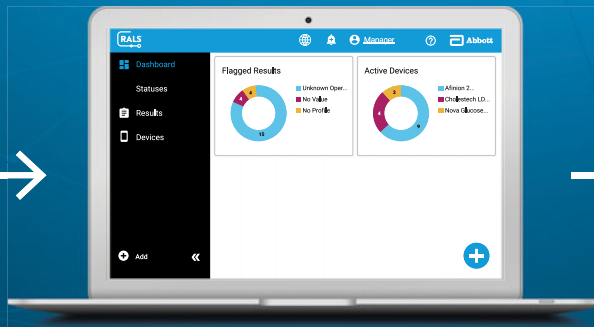 RALS
Manager
Abbott
Dashboard
Statuses
Results
Devices
Add
Flagged Results
Unknown Oper...
No Value
No Profile
4
4
15
Active Devices
Afinion 2...
Cholestech LD...
Nova Glucose...
3
4